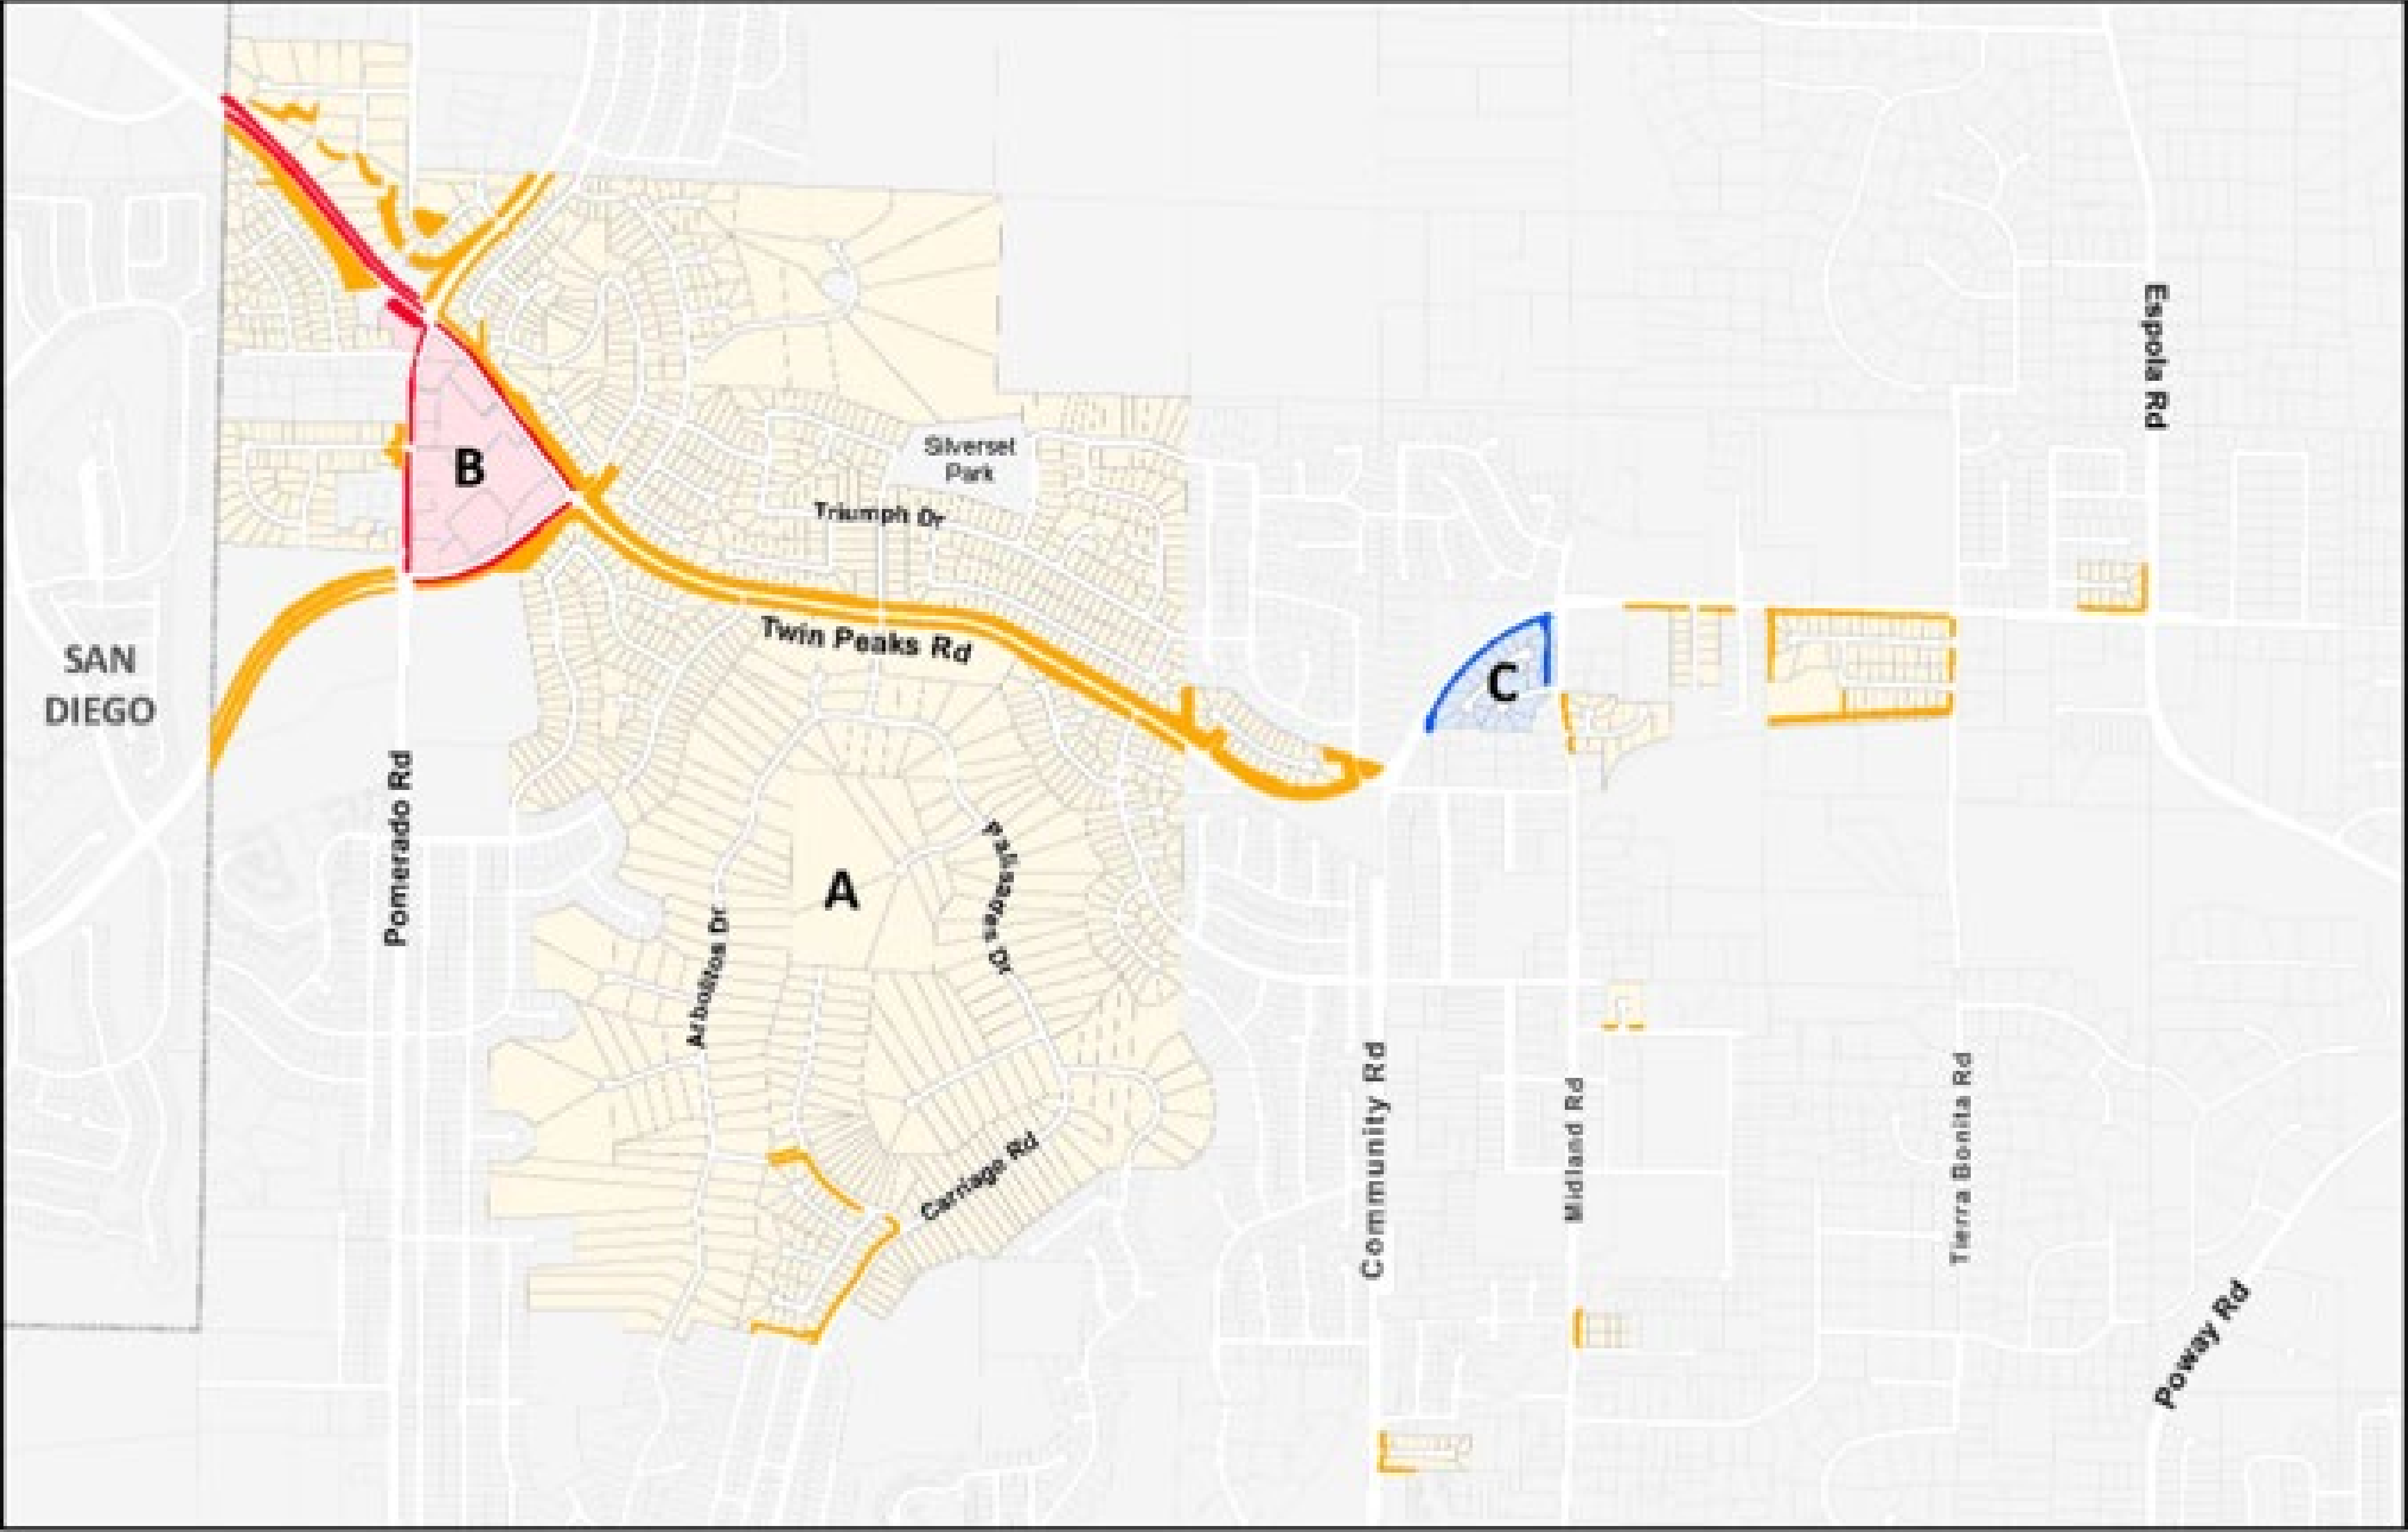 Espola Rd
Silverset
Park
B
Triumph Dr
Twin Peaks Rd
SAN
DIEGO
C
Pomerado Rd
A
Palisades Dr
Arbolitos Dr
Carriage Rd
Community Rd
Midland Rd
Tierra Bonita Rd
Poway Rd